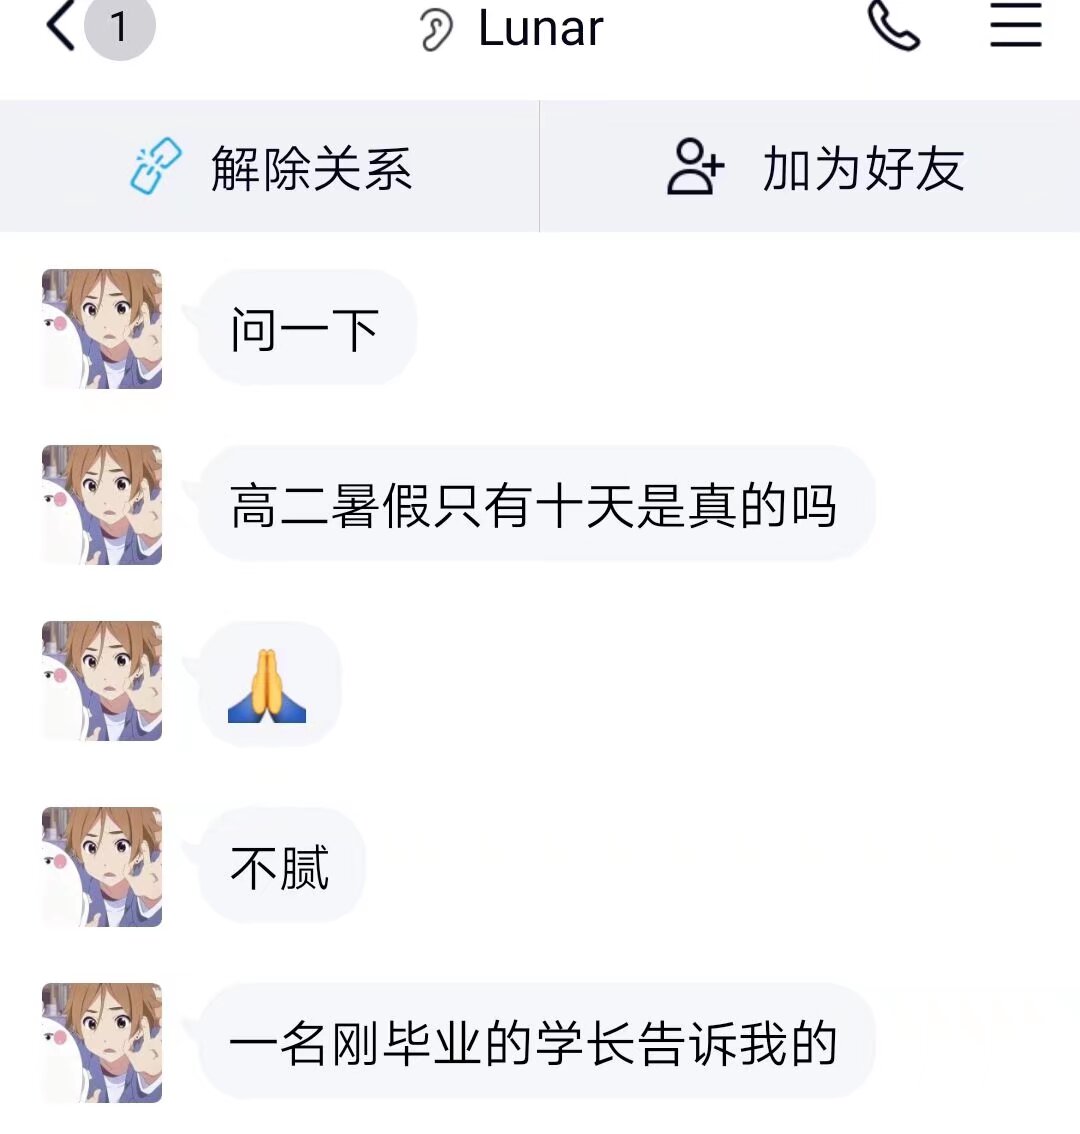 1
Lunar
解除关系
加为好友
问一下
高二暑假只有十天是真的吗
🙏
不腻
一名刚毕业的学长告诉我的